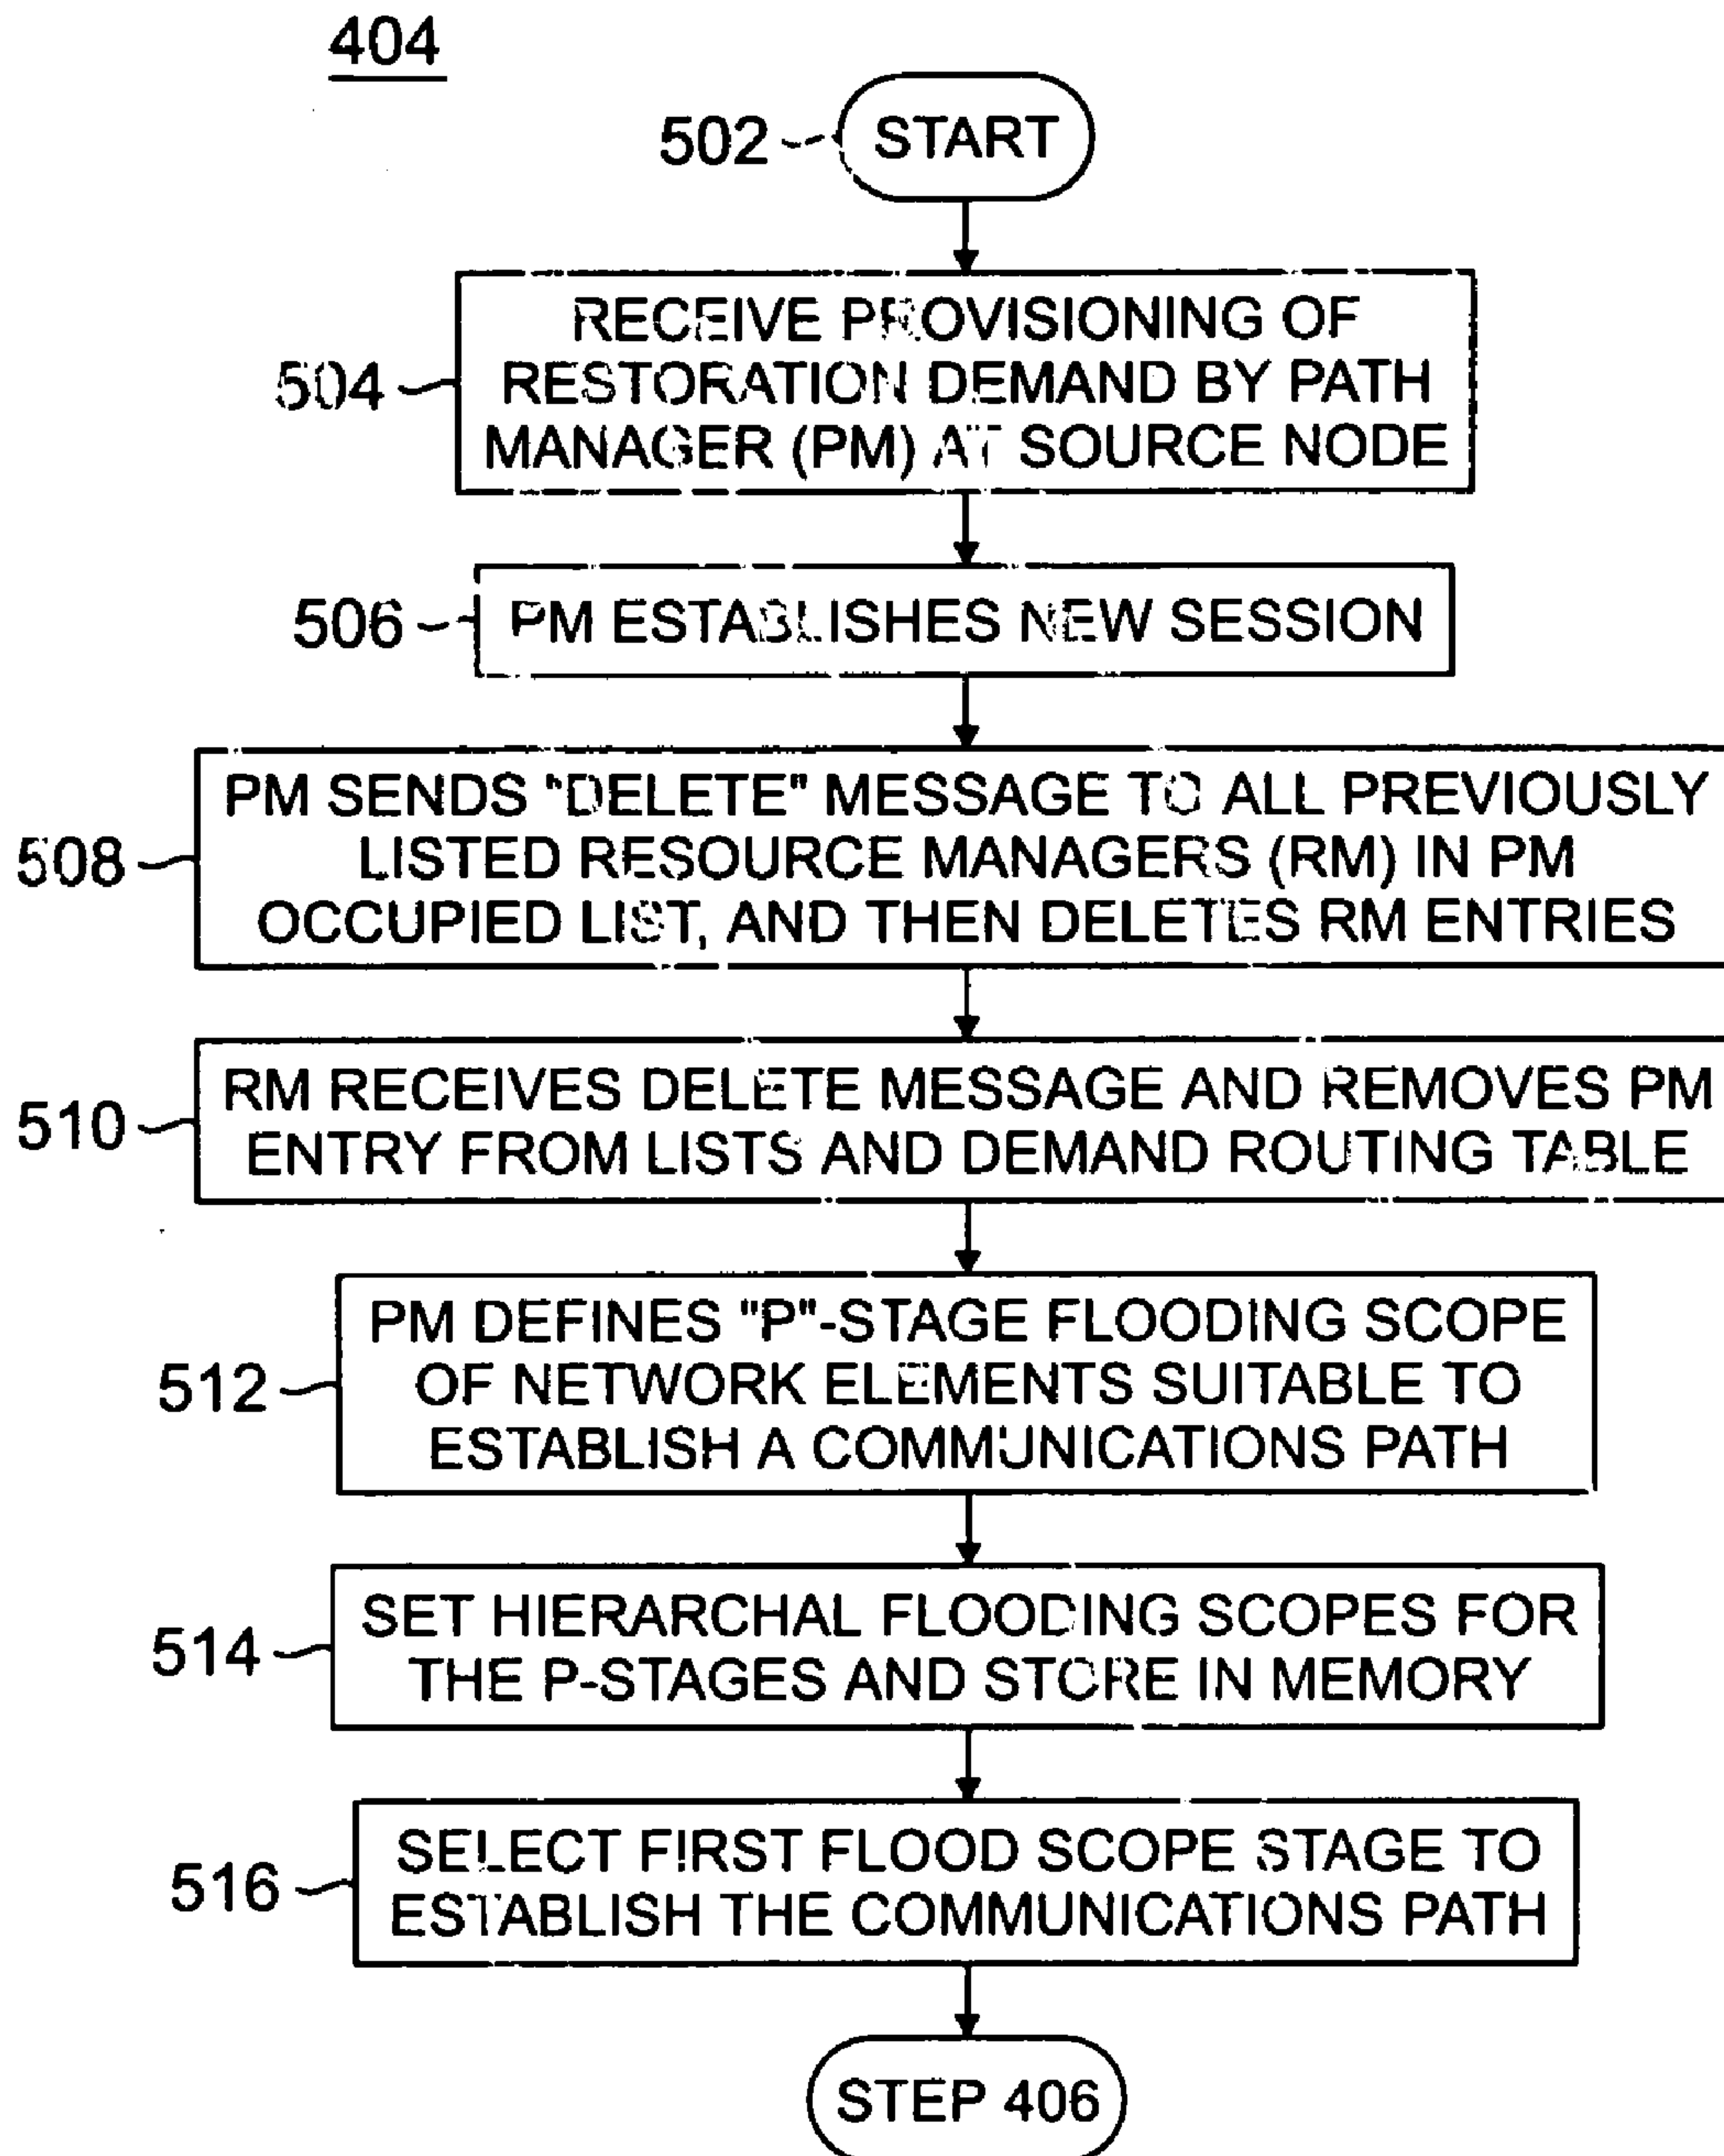 404
502
START
504
RECEIVE PROVISIONING OF
RESTORATION DEMAND BY PATH
MANAGER (PM) AT SOURCE NODE
506
PM ESTABLISHES NEW SESSION
508
PM SENDS "DELETE" MESSAGE TO ALL PREVIOUSLY
LISTED RESOURCE MANAGERS (RM) IN PM
OCCUPIED LIST, AND THEN DELETES RM ENTRIES
510
RM RECEIVES DELETE MESSAGE AND REMOVES PM
ENTRY FROM LISTS AND DEMAND ROUTING TABLE
512
PM DEFINES "P"-STAGE FLOODING SCOPE
OF NETWORK ELEMENTS SUITABLE TO
ESTABLISH A COMMUNICATIONS PATH
514
SET HIERARCHAL FLOODING SCOPES FOR
THE P-STAGES AND STORE IN MEMORY
516
SELECT FIRST FLOOD SCOPE STAGE TO
ESTABLISH THE COMMUNICATIONS PATH
STEP 406